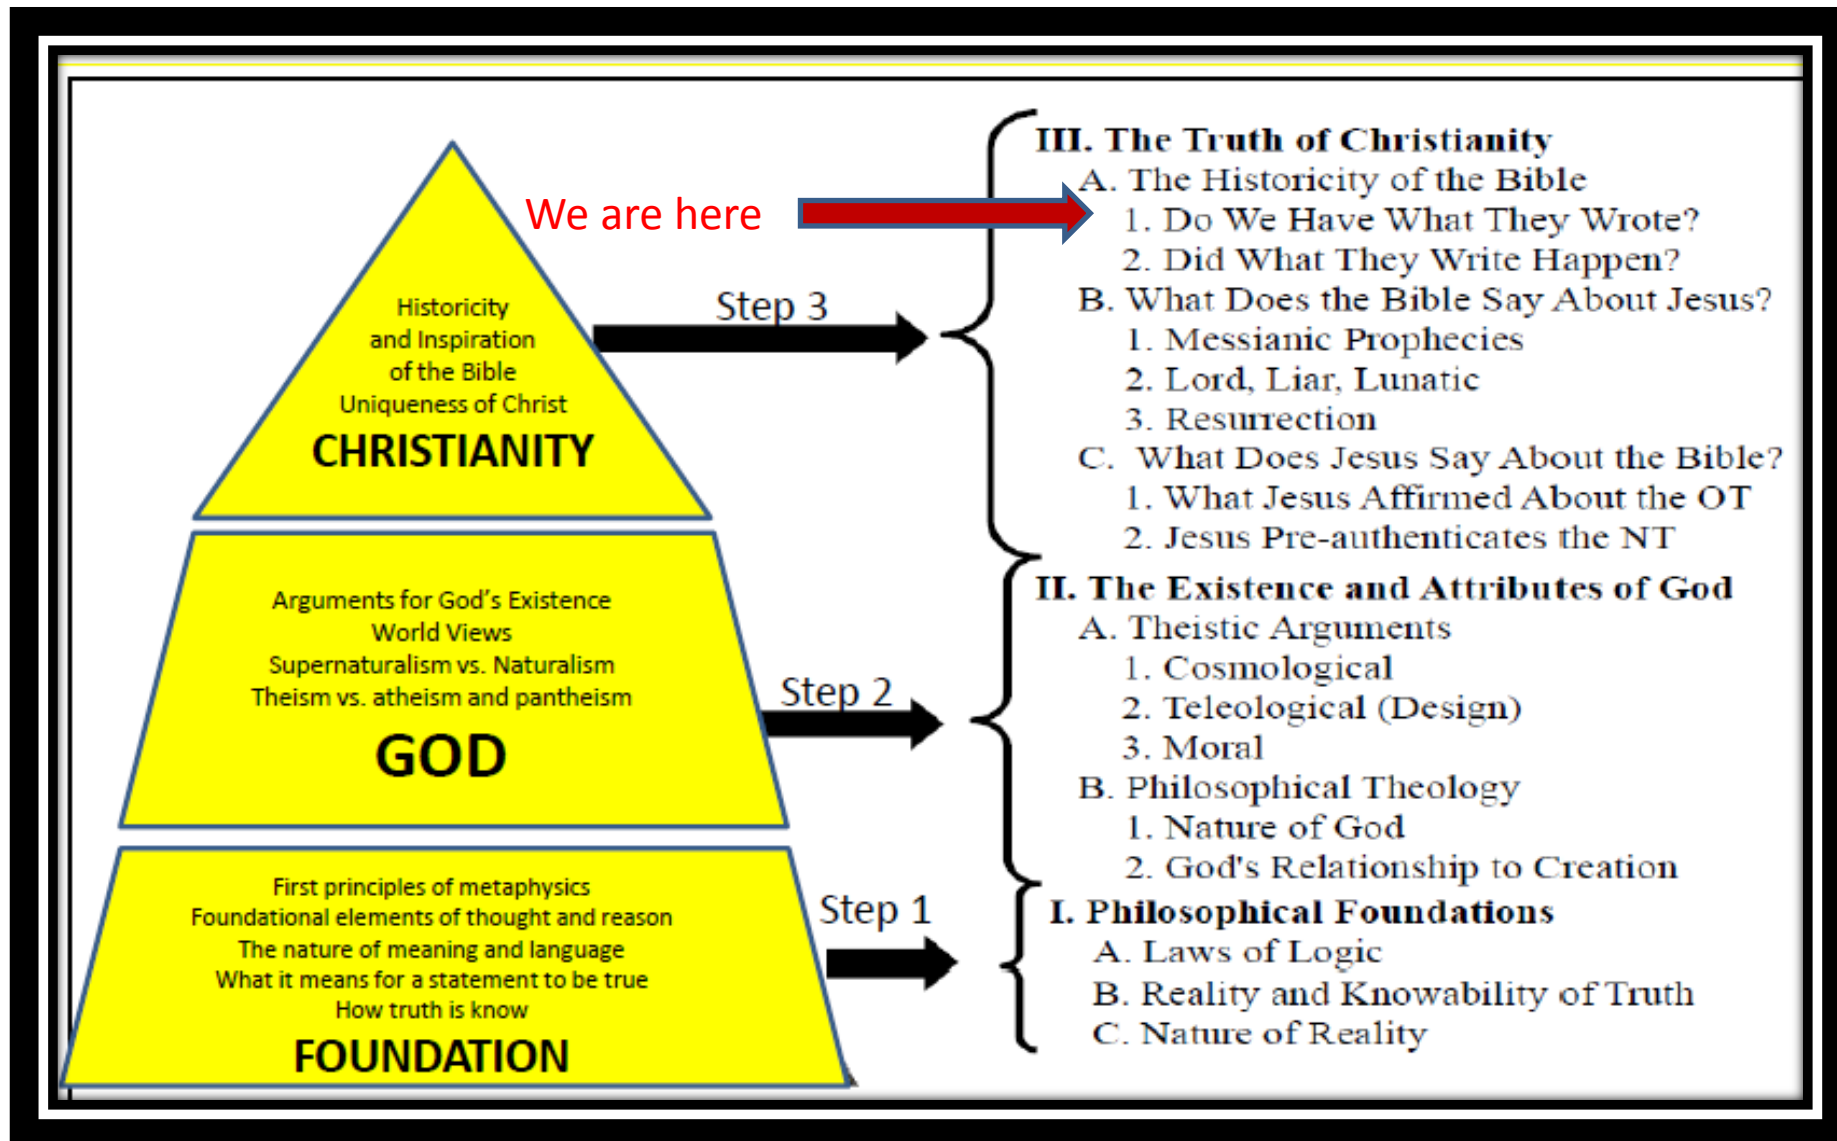 We are here
Historicity
and Inspiration
of the Bible
Uniqueness of Christ
CHRISTIANITY
Step 3
III. The Truth of Christianity
A. The Historicity of the Bible
1. Do We Have What They Wrote?
2. Did What They Write Happen?
B. What Does the Bible Say About Jesus?
1. Messianic Prophecies
2. Lord, Liar, Lunatic
3. Resurrection
C. What Does Jesus Say About the Bible?
1. What Jesus Affirmed About the OT
2. Jesus Pre-authenticates the NT
Arguments for God’s Existence
World Views
Supernaturalism vs. Naturalism
Theism vs. atheism and pantheism
GOD
Step 2
II. The Existence and Attributes of God
A. Theistic Arguments
1. Cosmological
2. Teleological (Design)
3. Moral
B. Philosophical Theology
1. Nature of God
2. God's Relationship to Creation
First principles of metaphysics
Foundational elements of thought and reason
The nature of meaning and language
What it means for a statement to be true
How truth is know
FOUNDATION
Step 1
I. Philosophical Foundations
A. Laws of Logic
B. Reality and Knowability of Truth
C. Nature of Reality